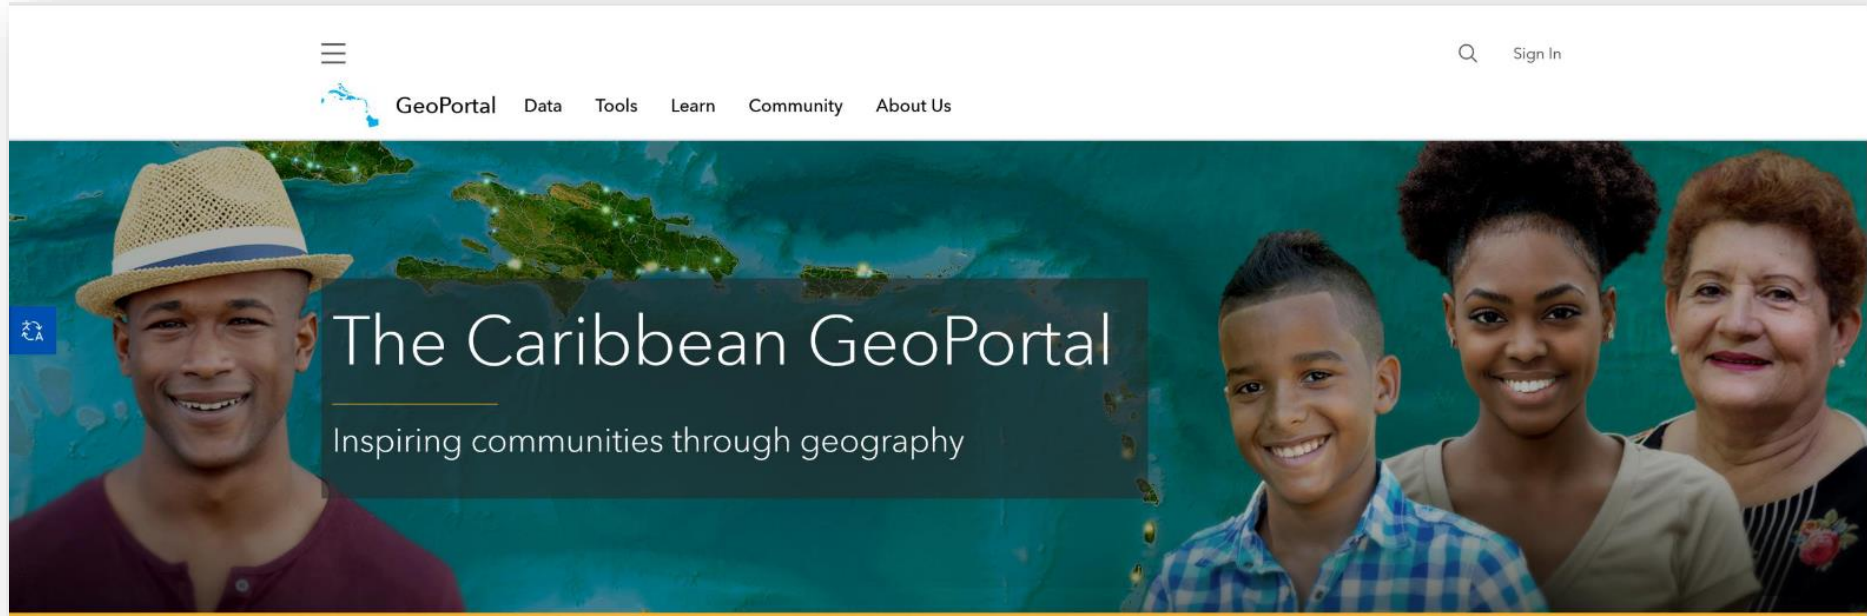 Sign In
GeoPortal Data Tools Learn Community About Us
The Caribbean GeoPortal
Inspiring communities through geography